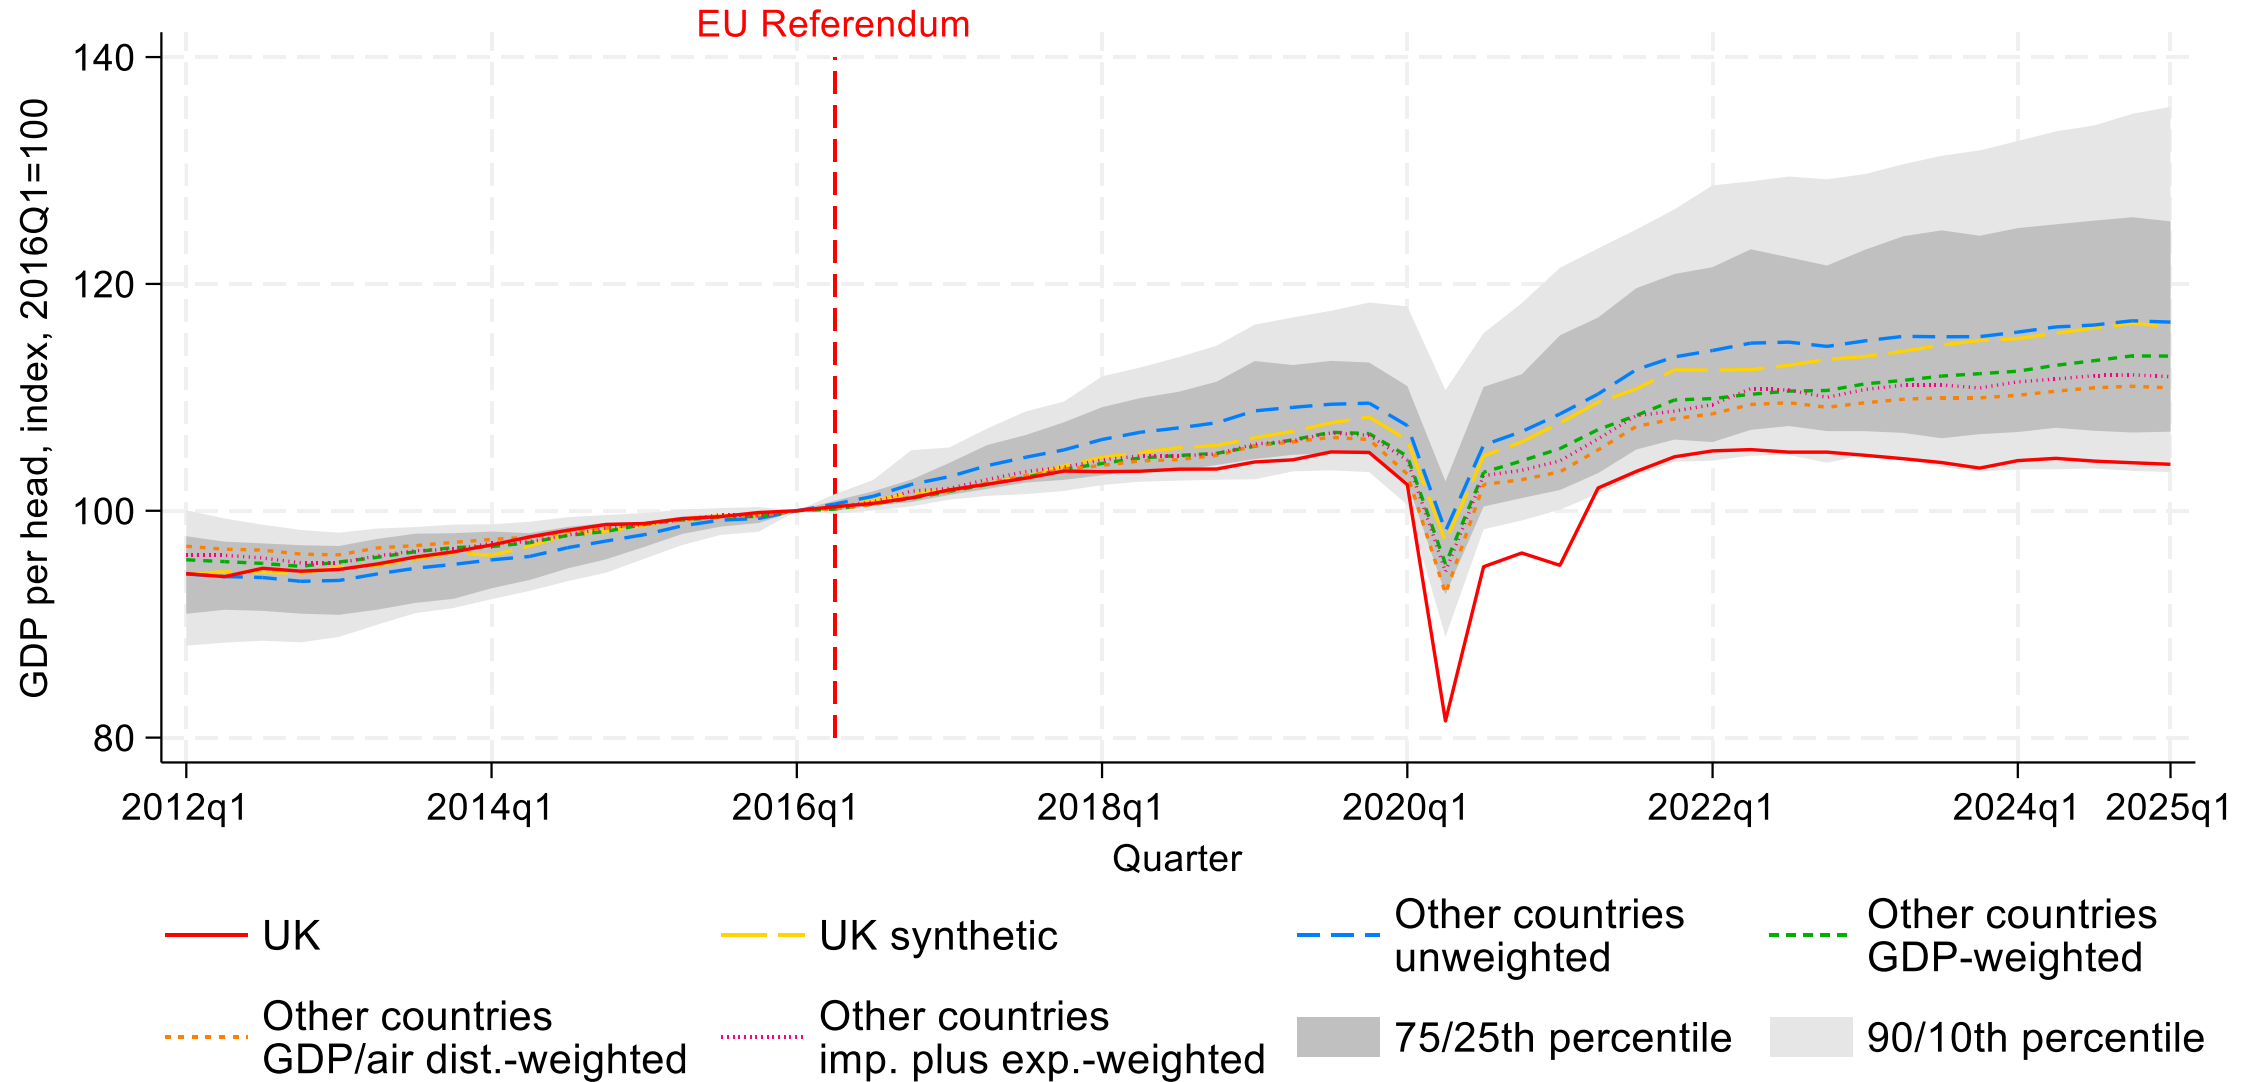 EU Referendum
GDP per head, index, 2016Q1=100
140
120
100
80
2012q1
2014q1
2016q1
2018q1
2020q1
2022q1
2024q1
2025q1
Quarter
UK
UK synthetic
Other countries
unweighted
Other countries
GDP-weighted
Other countries
GDP/air dist.-weighted
Other countries
imp. plus exp.-weighted
75/25th percentile
90/10th percentile